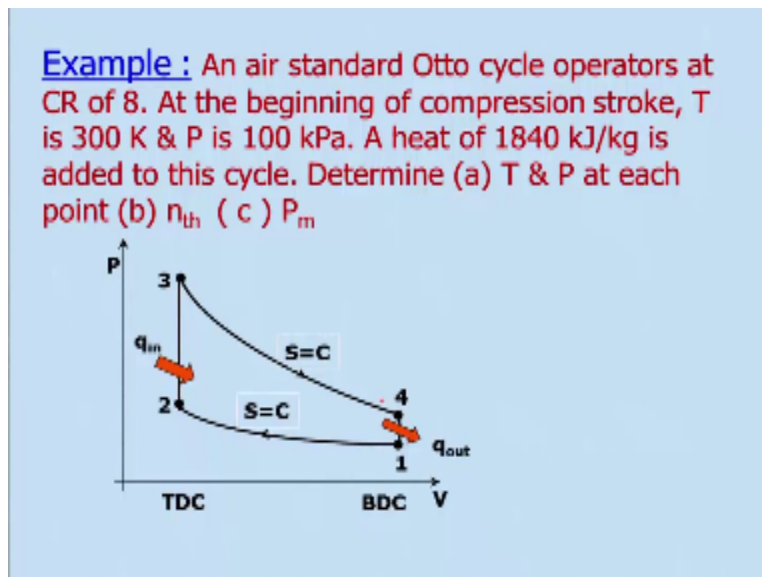 Example : An air standard Otto cycle operators at
CR of 8. At the beginning of compression stroke, T
is 300 K & P is 100 kPa. A heat of 1840 kJ/kg is
added to this cycle. Determine (a) T & P at each
point (b) nth ( c ) Pm
P
3
qin
S=C
2
S=C
4
qout
1
TDC
BDC
V